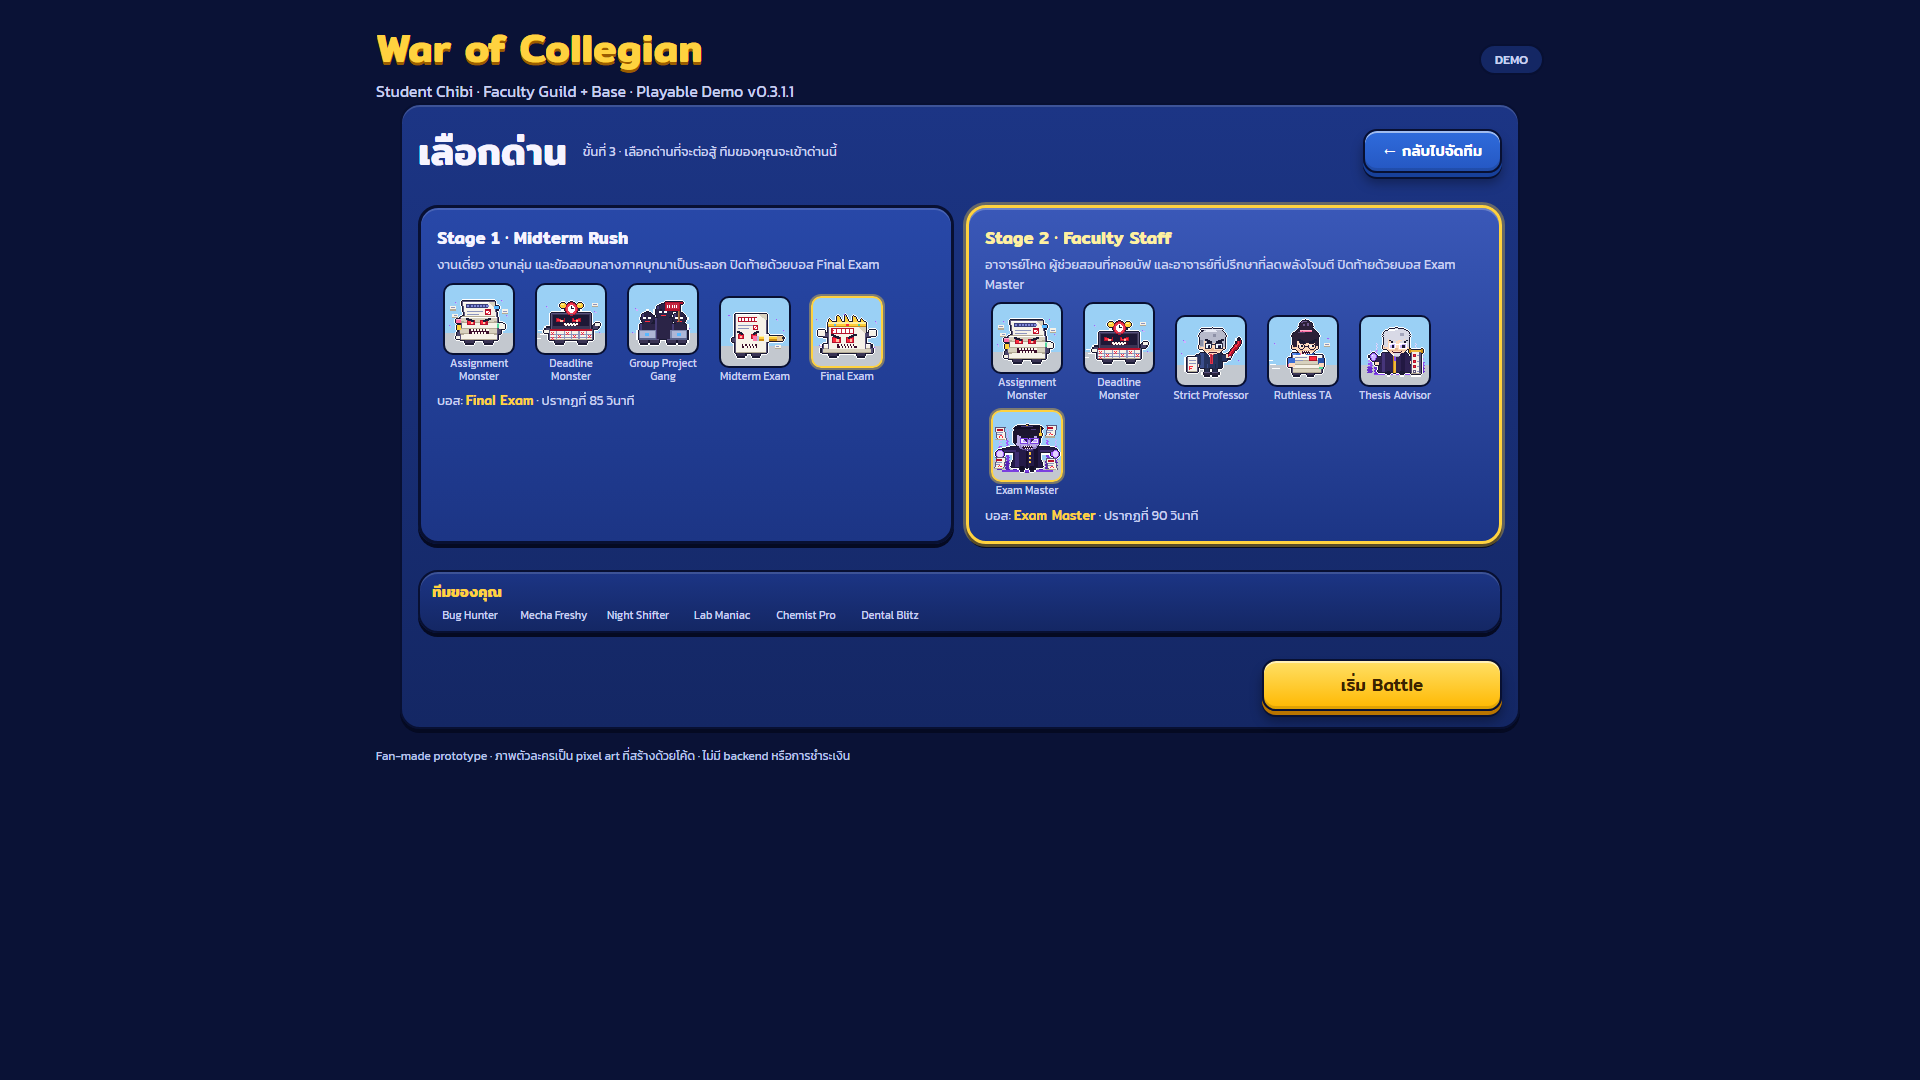 War of Collegian
DEMO
Student Chibi · Faculty Guild + Base · Playable Demo v0.3.1.1
เลือกด่าน
ขั้นที่ 3 · เลือกด่านที่จะต่อสู้ ทีมของคุณจะเข้าด่านนี้
← กลับไปจัดทีม
Stage 1 · Midterm Rush
งานเดี่ยว งานกลุ่ม และข้อสอบกลางภาคบุกมาเป็นระลอก ปิดท้ายด้วยบอส Final Exam
Assignment
Monster
Deadline
Monster
Group Project
Gang
Midterm Exam
Final Exam
บอส: Final Exam · ปรากฏที่ 85 วินาที
Stage 2 · Faculty Staff
อาจารย์โหด ผู้ช่วยสอนที่คอยบัฟ และอาจารย์ที่ปรึกษาที่ลดพลังโจมตี ปิดท้ายด้วยบอส Exam
Master
Assignment
Monster
Deadline
Monster
Strict Professor
Ruthless TA
Thesis Advisor
Exam Master
บอส: Exam Master · ปรากฏที่ 90 วินาที
ทีมของคุณ
Bug Hunter
Mecha Freshy
Night Shifter
Lab Maniac
Chemist Pro
Dental Blitz
เริ่ม Battle
Fan-made prototype · ภาพตัวละครเป็น pixel art ที่สร้างด้วยโค้ด · ไม่มี backend หรือการชำระเงิน